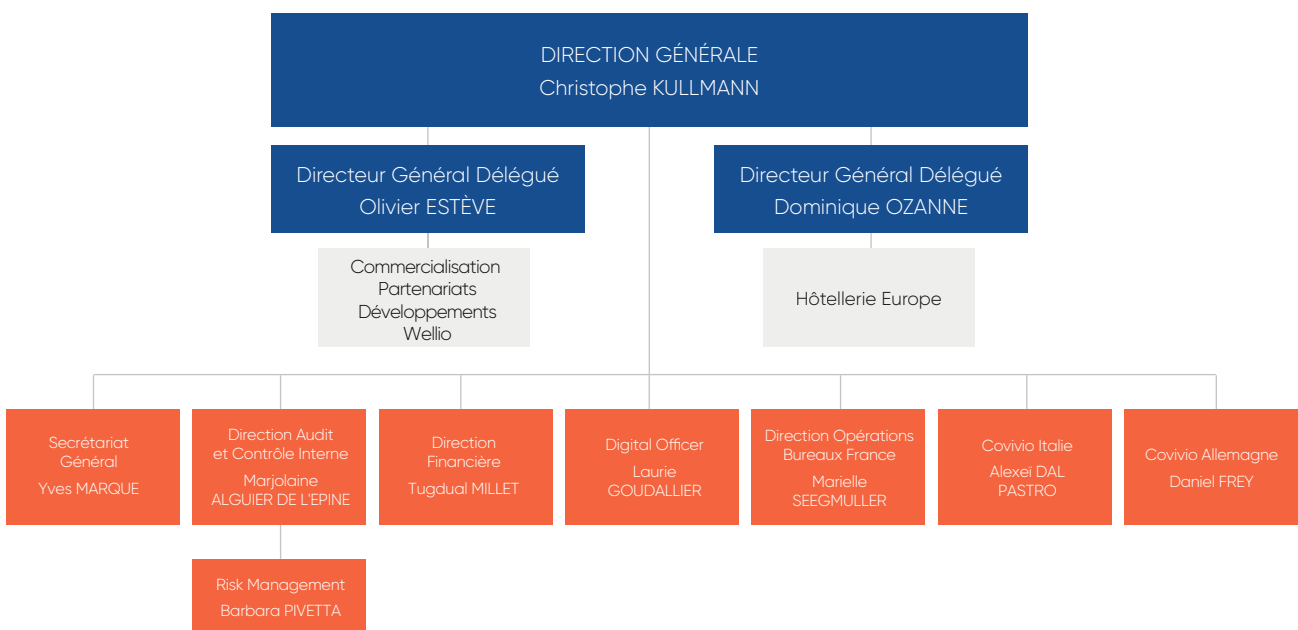 DIRECTION GÉNÉRALE
Christophe KULLMANN
Directeur Général Délégué
Olivier ESTÈVE
Directeur Général Délégué
Dominique OZANNE
Commercialisation
Partenariats
Développements
Wellio
Hôtellerie Europe
Secrétariat
Général
Yves MARQUE
Direction Audit
et Contrôle Interne
Marjolaine
ALGUIER DE L'EPINE
Direction
Financière
Tugdual MILLET
Digital Officer
Laurie
GOUDALLIER
Direction Opérations
Bureaux France
Marielle
SEEGMULLER
Covivio Italie
Alexeï DAL
PASTRO
Covivio Allemagne
Daniel FREY
Risk Management
Barbara PIVETTA